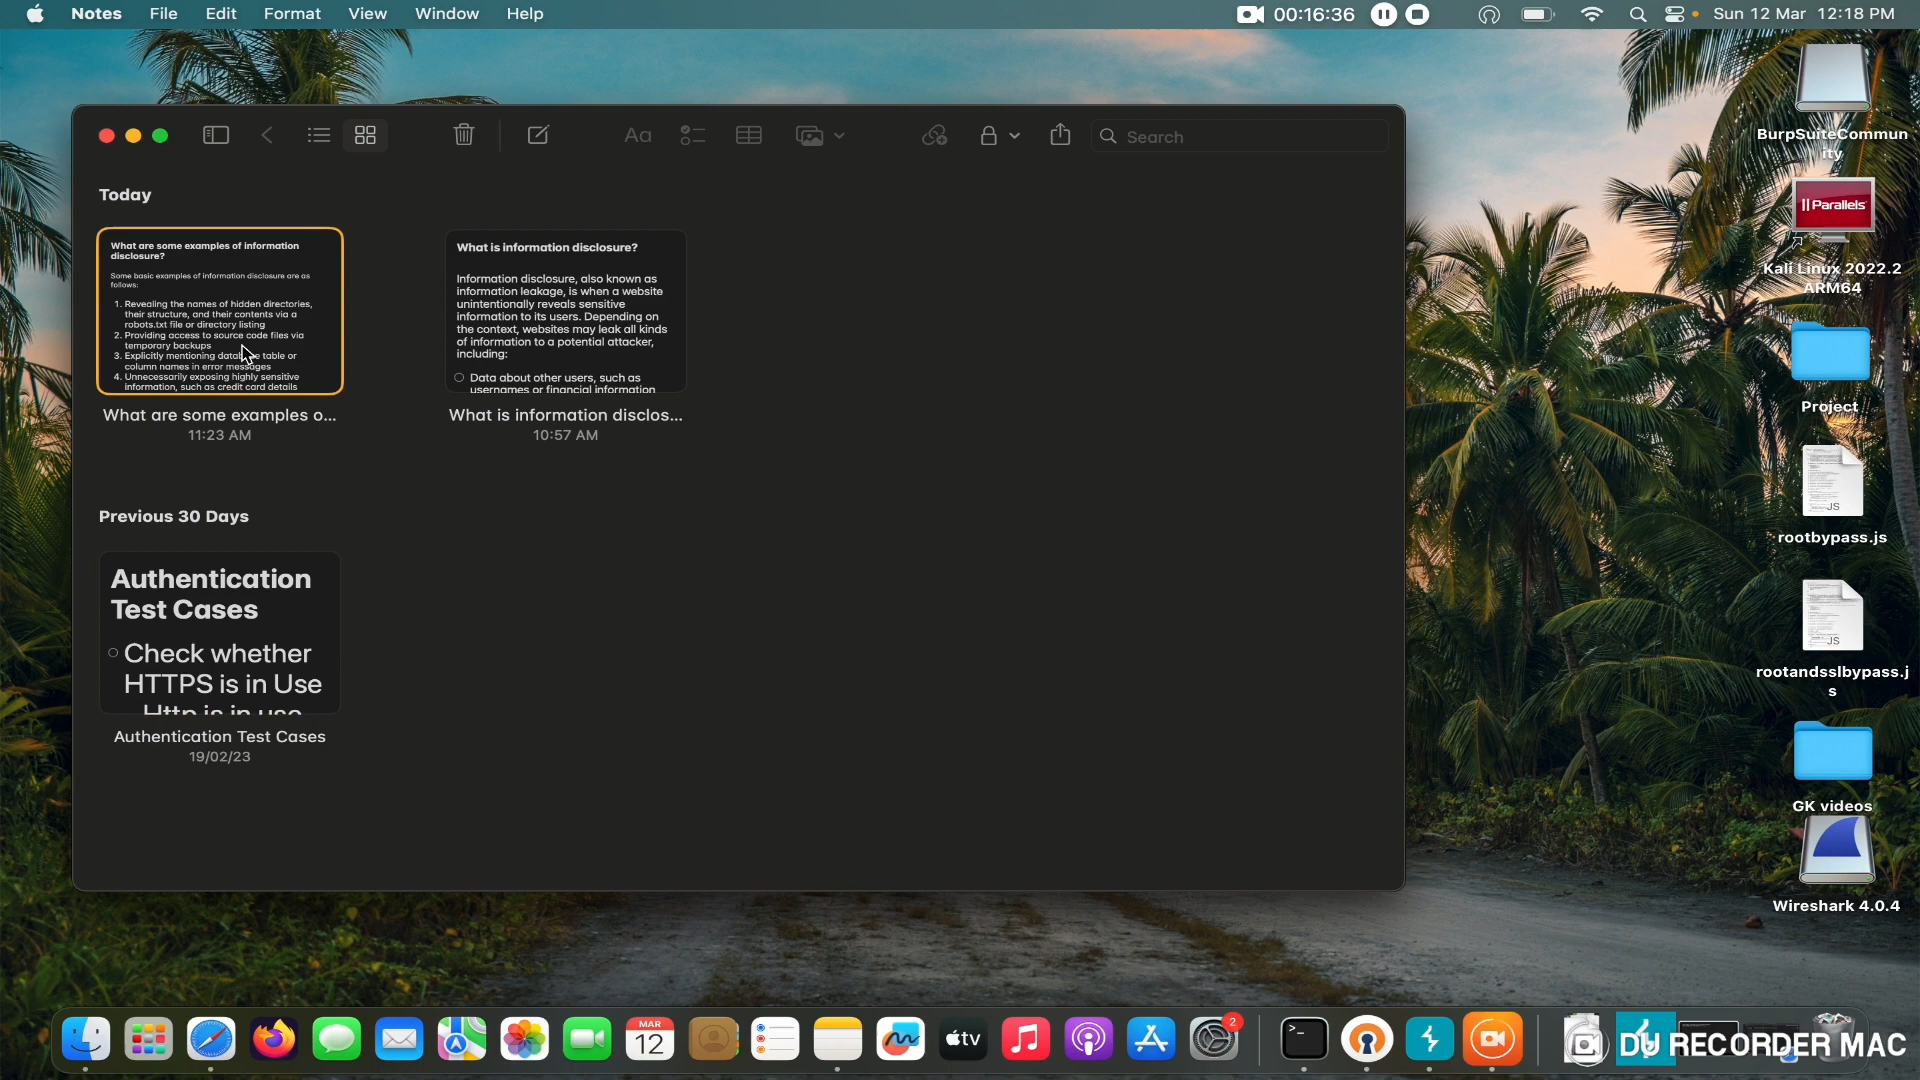 Notes File Edit Format View Window Help 00:16:36 Sun 12 Mar 12:18 PM
Aa Search
Today
What are some examples of information
disclosure?
Some basic examples of information disclosure are as
follows:
1. Revealing the names of hidden directories,
their structure, and their contents via a
robots.txt file or directory listing
2. Providing access to source code files via
temporary backups
3. Explicitly mentioning table or
column names in error messages
4. Unnecessarily exposing highly sensitive
information, such as credit card details
What are some examples o...
11:23 AM
What is information disclosure?
Information disclosure, also known as
information leakage, is when a website
unintentionally reveals sensitive
information to its users. Depending on
the context, websites may leak all kinds
of information to a potential attacker,
including:
Data about other users, such as
usernames or financial information
What is information disclos...
10:57 AM
Previous 30 Days
Authentication
Test Cases
Check whether
HTTPS is in Use
Http is in use
Authentication Test Cases
19/02/23
BurpSuiteCommun
ity
Parallels
Kali Linux 2022.2
ARM64
Project
JS
rootbypass.js
JS
rootandsslbypass.j
s
GK videos
Wireshark 4.0.4
MAR
12
tv
2
DU RECORDER MAC